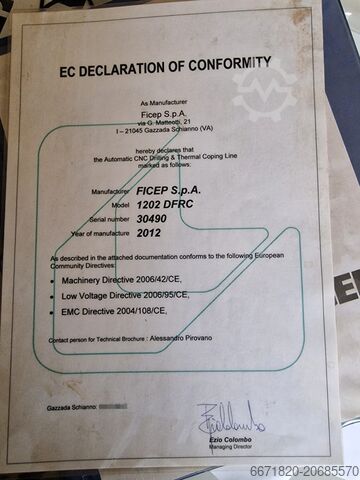 EC DECLARATION OF CONFORMITY
As Manufacturer
Ficep S.p.A.
via G. Matteotti, 21
I – 21045 Gazzada Schianno (VA)
hereby declares that
the Automatic CNC Drilling & Thermal Coping Line
marked as follows:
Manufacturer FICEP S.p.A.
Model 1202 DFRC
Serial number 30490
Year of manufacture 2012
As described in the attached documentation conforms to the following European
Community Directives:
• Machinery Directive 2006/42/CE,
• Low Voltage Directive 2006/95/CE,
• EMC Directive 2004/108/CE,
Contact person for Technical Brochure : Alessandro Pirovano
Gazzada Schianno:
Ezio Colombo
Managing Director
6671820-20685570